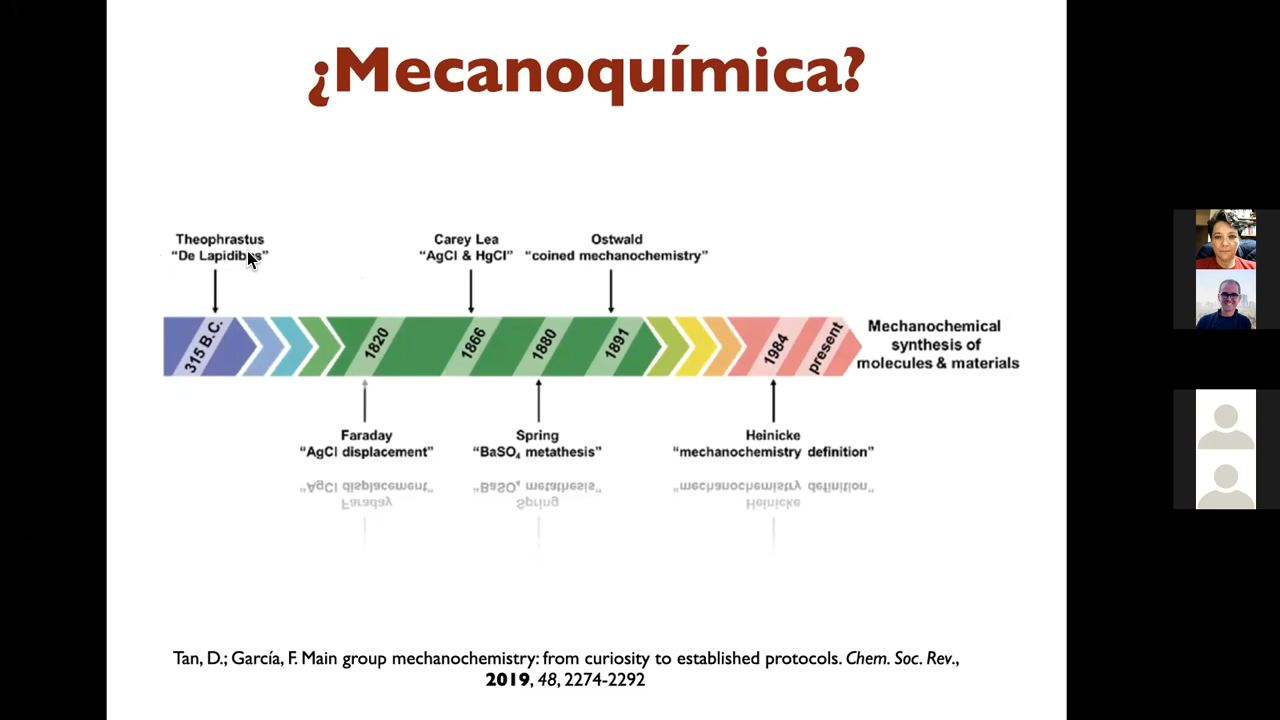 ¿Mecanoquímica?
Theophrastus
“De Lapidibus”
Carey Lea
“AgCl & HgCl”
Ostwald
“coined mechanochemistry”
315 B.C.
1820
1866
1880
1891
1984
present
Mechanochemical
synthesis of
molecules & materials
Faraday
“AgCl displacement”
Spring
“BaSO₄ metathesis”
Heinicke
“mechanochemistry definition”
Tan, D.; García, F. Main group mechanochemistry: from curiosity to established protocols. Chem. Soc. Rev.,
2019, 48, 2274-2292